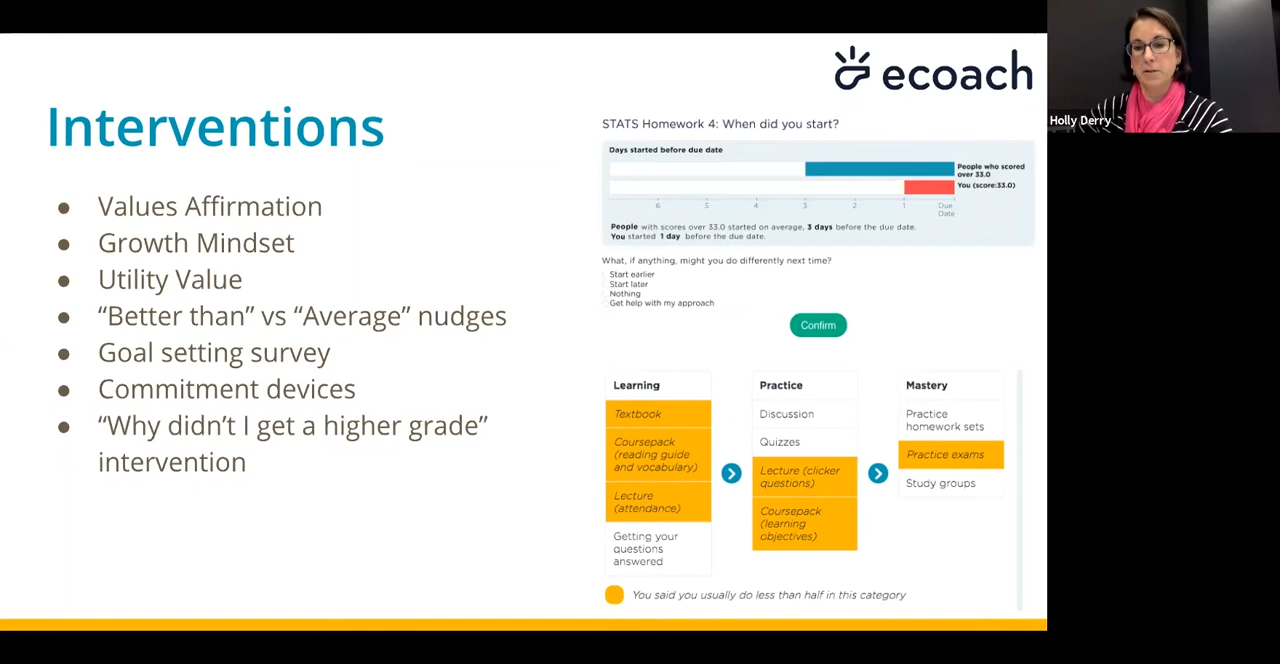 ecoach
Interventions
● Values Affirmation
● Growth Mindset
● Utility Value
● “Better than” vs “Average” nudges
● Goal setting survey
● Commitment devices
● “Why didn’t I get a higher grade”
intervention
STATS Homework 4: When did you start?
Days started before due date
People who scored
over 33.0
You (score:33.0)
6 5 4 3 2 1 Due
Date
People with scores over 33.0 started on average, 3 days before the due date.
You started 1 day before the due date.
What, if anything, might you do differently next time?
Start earlier
Start later
Nothing
Get help with my approach
Confirm
Learning
Textbook
Coursepack
(reading guide
and vocabulary)
Lecture
(attendance)
Getting your
questions
answered
Practice
Discussion
Quizzes
Lecture (clicker
questions)
Coursepack
(learning
objectives)
Mastery
Practice
homework sets
Practice exams
Study groups
You said you usually do less than half in this category
Holly Derry